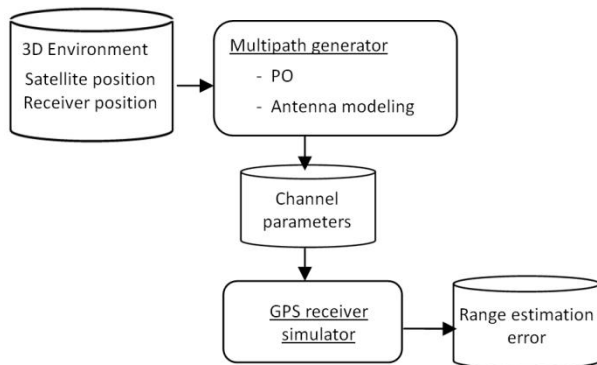 3D Environment
Satellite position
Receiver position
Multipath generator
- PO
- Antenna modeling
Channel
parameters
GPS receiver
simulator
Range estimation
error